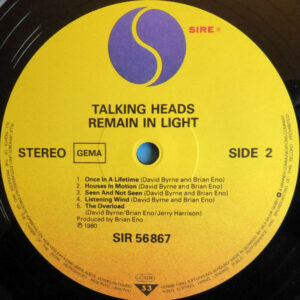 SIRE®
TALKING HEADS
REMAIN IN LIGHT
STEREO GEMA SIDE 2
1. Once In A Lifetime (David Byrne and Brian Eno)
2. Houses In Motion (David Byrne and Brian Eno)
3. Seen And Not Seen (David Byrne and Brian Eno)
4. Listening Wind (David Byrne and Brian Eno)
5. The Overload
(David Byrne/Brian Eno/Jerry Harrison)
Produced by Brian Eno
℗ 1980
SIR 56 867
33